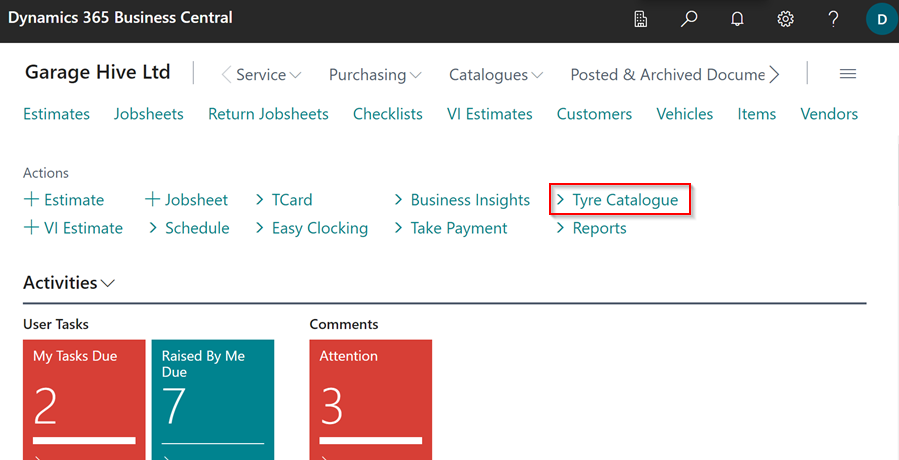 Dynamics 365 Business Central
D
Garage Hive Ltd
Service Purchasing Catalogues Posted & Archived Docume
Estimates Jobsheets Return Jobsheets Checklists VI Estimates Customers Vehicles Items Vendors
Actions
+ Estimate + Jobsheet > TCard > Business Insights > Tyre Catalogue
+ VI Estimate > Schedule > Easy Clocking > Take Payment > Reports
Activities
User Tasks Comments
My Tasks Due Raised By Me Due Attention
2 7 3